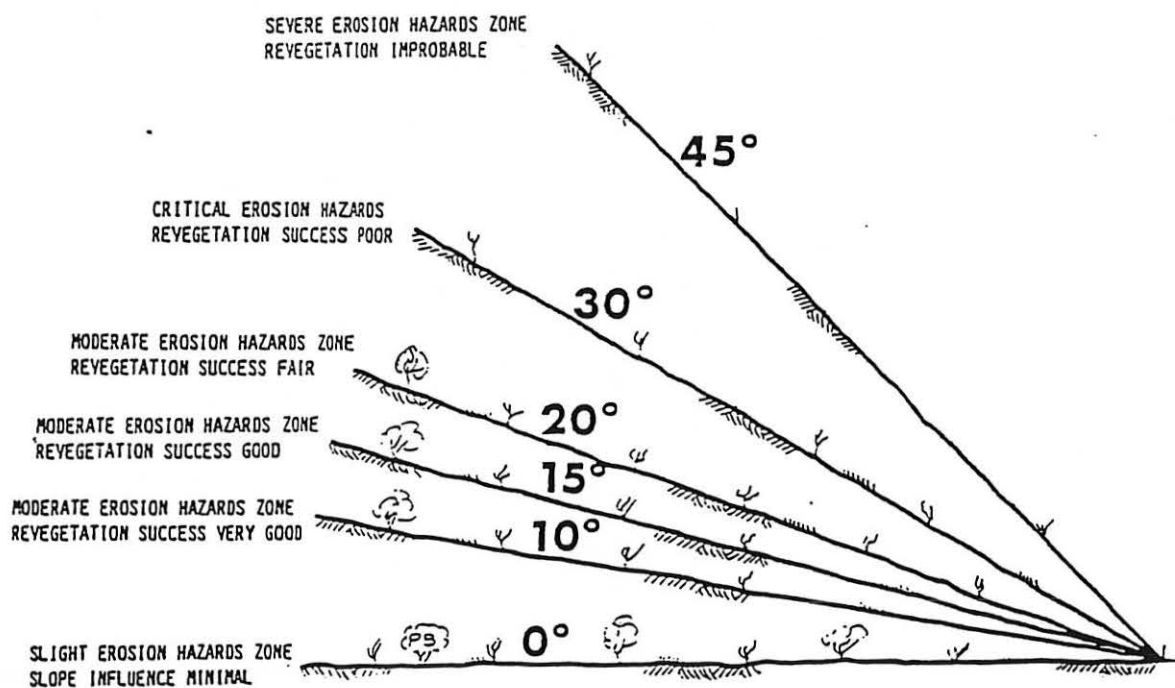 SEVERE EROSION HAZARDS ZONE
REVEGETATION IMPROBABLE
45°
CRITICAL EROSION HAZARDS
REVEGETATION SUCCESS POOR
30°
MODERATE EROSION HAZARDS ZONE
REVEGETATION SUCCESS FAIR
20°
MODERATE EROSION HAZARDS ZONE
REVEGETATION SUCCESS GOOD
15°
MODERATE EROSION HAZARDS ZONE
REVEGETATION SUCCESS VERY GOOD
10°
PB
0°
SLIGHT EROSION HAZARDS ZONE
SLOPE INFLUENCE MINIMAL